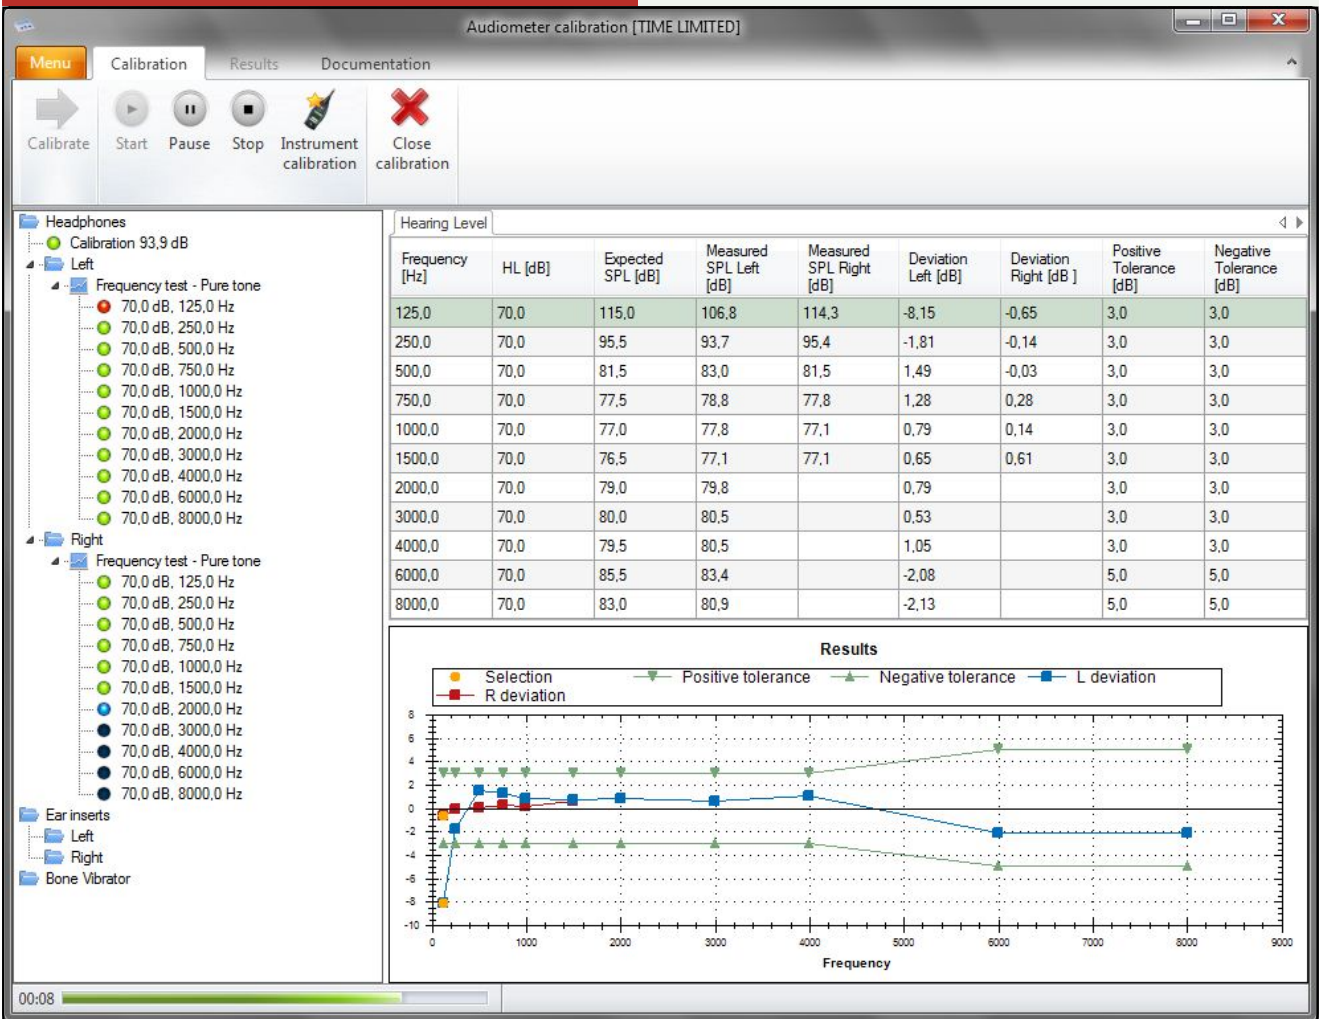 Audiometer calibration [TIME LIMITED]
Menu Calibration Results Documentation
Calibrate Start Pause Stop Instrument calibration Close calibration
Headphones
Calibration 93,9 dB
Left
Frequency test - Pure tone
70,0 dB, 125,0 Hz
70,0 dB, 250,0 Hz
70,0 dB, 500,0 Hz
70,0 dB, 750,0 Hz
70,0 dB, 1000,0 Hz
70,0 dB, 1500,0 Hz
70,0 dB, 2000,0 Hz
70,0 dB, 3000,0 Hz
70,0 dB, 4000,0 Hz
70,0 dB, 6000,0 Hz
70,0 dB, 8000,0 Hz
Right
Frequency test - Pure tone
70,0 dB, 125,0 Hz
70,0 dB, 250,0 Hz
70,0 dB, 500,0 Hz
70,0 dB, 750,0 Hz
70,0 dB, 1000,0 Hz
70,0 dB, 1500,0 Hz
70,0 dB, 2000,0 Hz
70,0 dB, 3000,0 Hz
70,0 dB, 4000,0 Hz
70,0 dB, 6000,0 Hz
70,0 dB, 8000,0 Hz
Ear inserts
Left
Right
Bone Vibrator
Hearing Level
Frequency [Hz] HL [dB] Expected SPL [dB] Measured SPL Left [dB] Measured SPL Right [dB] Deviation Left [dB] Deviation Right [dB ] Positive Tolerance [dB] Negative Tolerance [dB]
125,0 70,0 115,0 106,8 114,3 -8,15 -0,65 3,0 3,0
250,0 70,0 95,5 93,7 95,4 -1,81 -0,14 3,0 3,0
500,0 70,0 81,5 83,0 81,5 1,49 -0,03 3,0 3,0
750,0 70,0 77,5 78,8 77,8 1,28 0,28 3,0 3,0
1000,0 70,0 77,0 77,8 77,1 0,79 0,14 3,0 3,0
1500,0 70,0 76,5 77,1 77,1 0,65 0,61 3,0 3,0
2000,0 70,0 79,0 79,8 0,79 3,0 3,0
3000,0 70,0 80,0 80,5 0,53 3,0 3,0
4000,0 70,0 79,5 80,5 1,05 3,0 3,0
6000,0 70,0 85,5 83,4 -2,08 5,0 5,0
8000,0 70,0 83,0 80,9 -2,13 5,0 5,0
Results
Selection Positive tolerance Negative tolerance L deviation
R deviation
8
6
4
2
0
-2
-4
-6
-8
-10
0 1000 2000 3000 4000 5000 6000 7000 8000 9000
Frequency
00:08